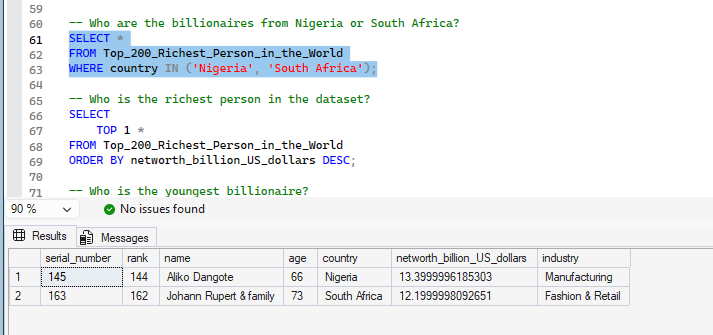 59
60 -- Who are the billionaires from Nigeria or South Africa?
61 SELECT *
62 FROM Top_200_Richest_Person_in_the_World
63 WHERE country IN ('Nigeria', 'South Africa');
64
65 -- Who is the richest person in the dataset?
66 SELECT
67 TOP 1 *
68 FROM Top_200_Richest_Person_in_the_World
69 ORDER BY networth_billion_US_dollars DESC;
70
71 -- Who is the youngest billionaire?
90 % No issues found
Results Messages
serial_number rank name age country networth_billion_US_dollars industry
1 145 144 Aliko Dangote 66 Nigeria 13.3999996185303 Manufacturing
2 163 162 Johann Rupert & family 73 South Africa 12.1999998092651 Fashion & Retail